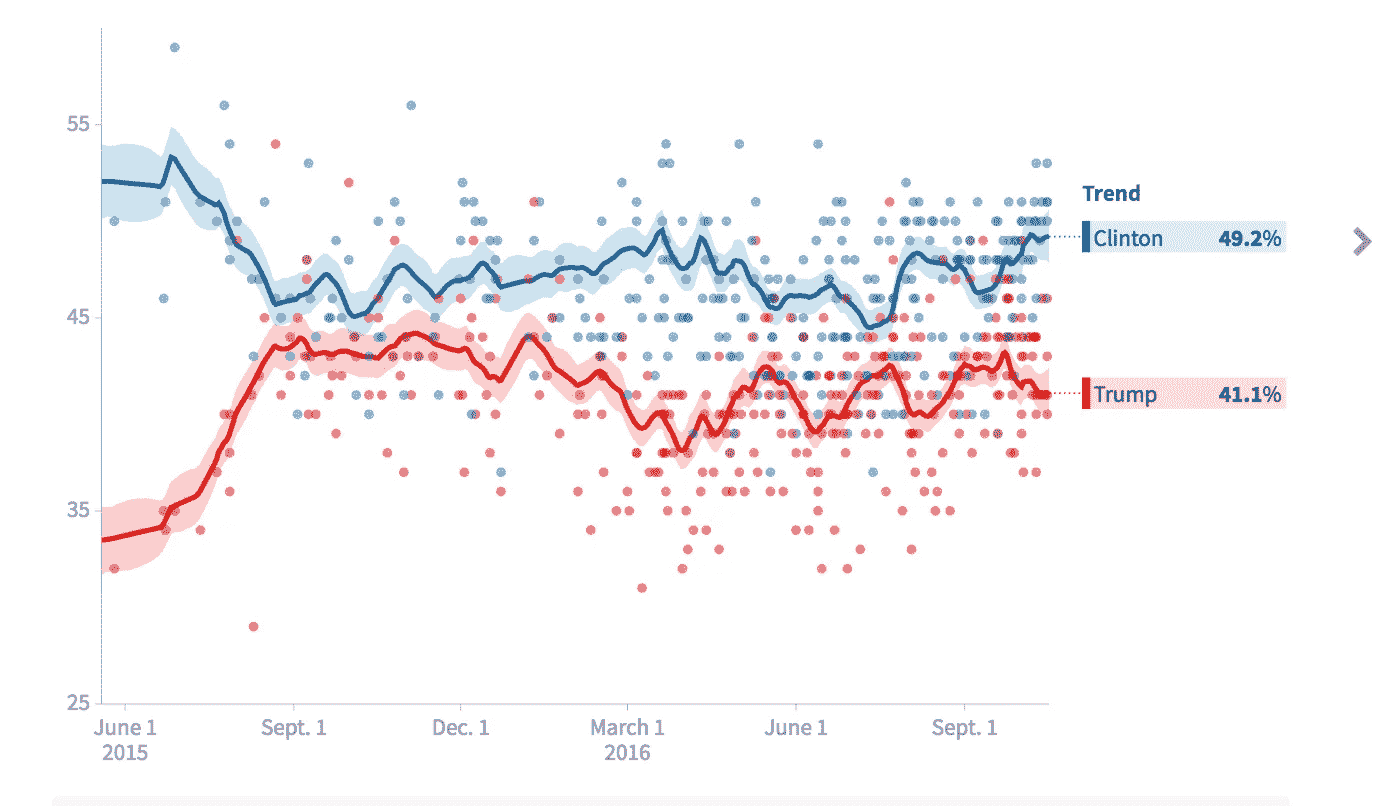 55
45
35
25
June 1
2015
Sept. 1
Dec. 1
March 1
2016
June 1
Sept. 1
Trend
Clinton 49.2%
Trump 41.1%